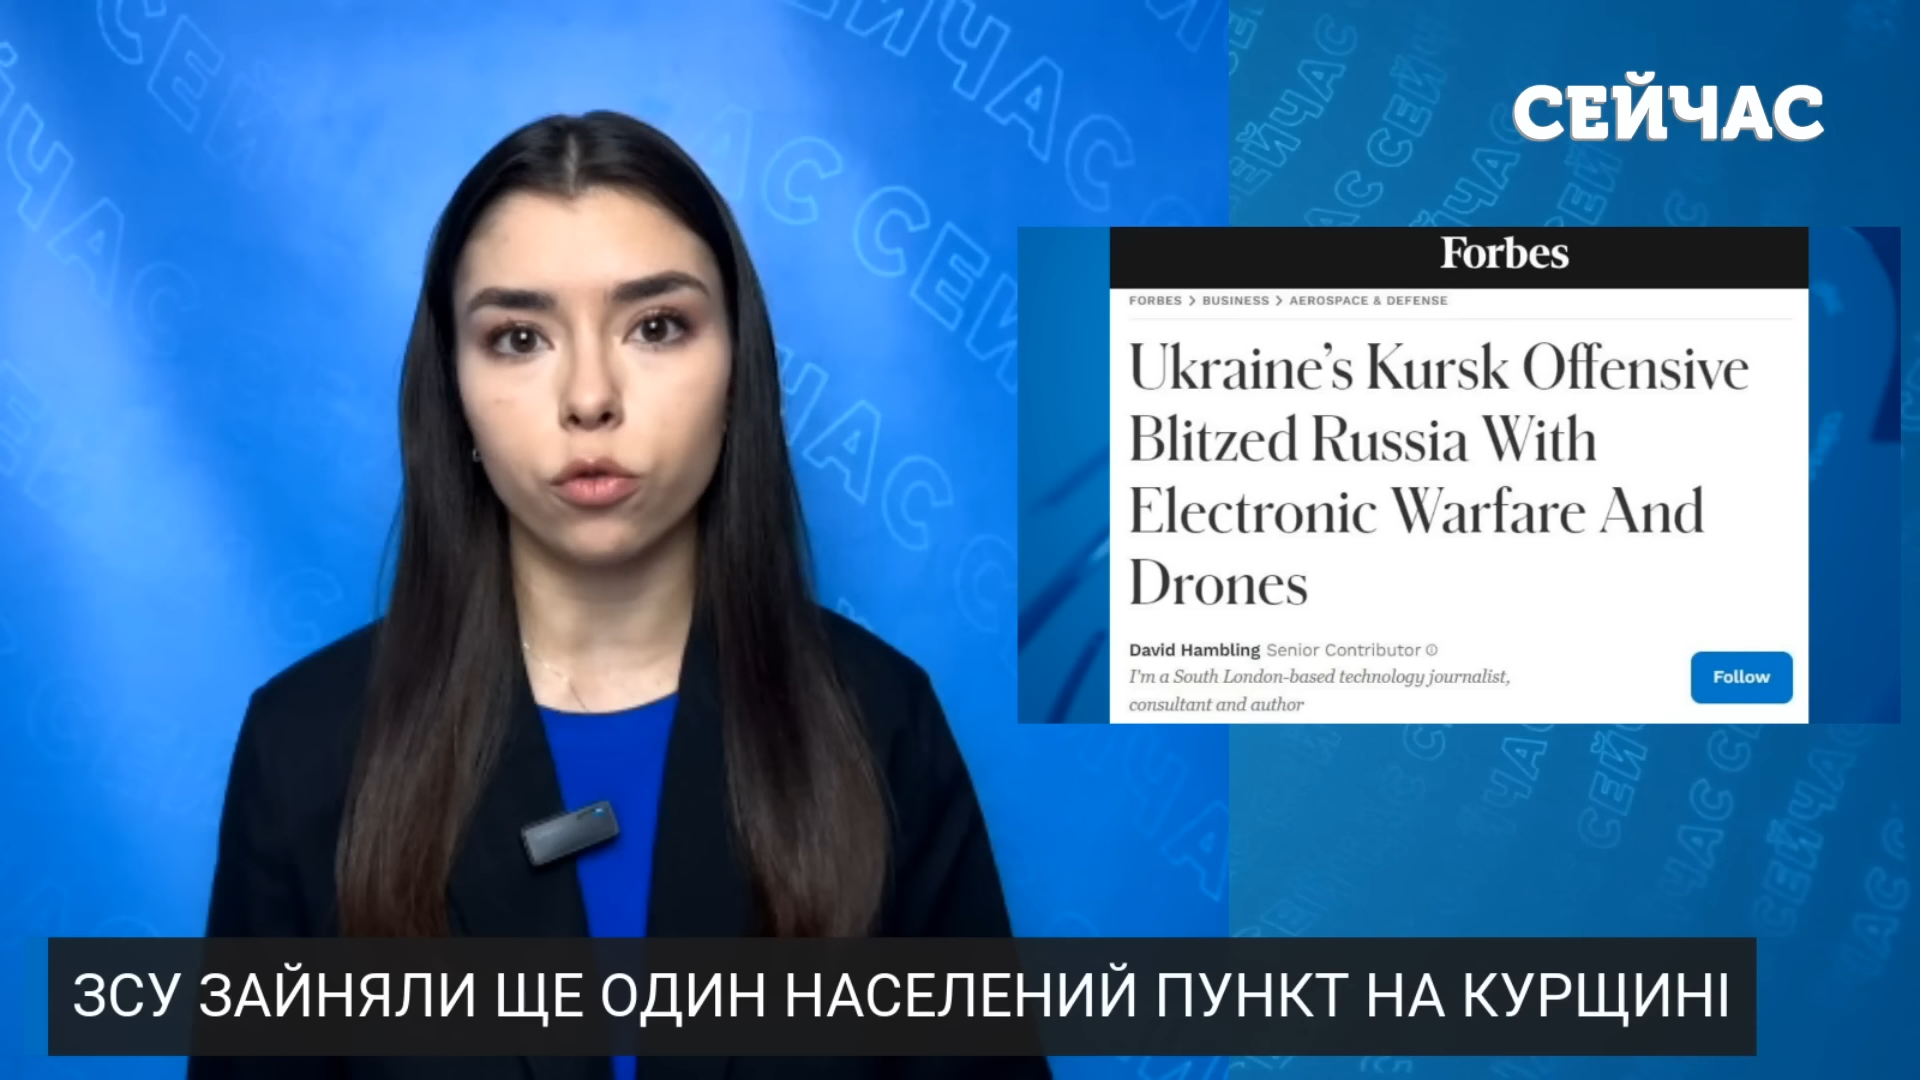 СЕЙЧАС
Forbes
FORBES > BUSINESS > AEROSPACE & DEFENSE
Ukraine’s Kursk Offensive
Blitzed Russia With
Electronic Warfare And
Drones
David Hambling Senior Contributor
I'm a South London-based technology journalist,
consultant and author
Follow
ЗСУ ЗАЙНЯЛИ ЩЕ ОДИН НАСЕЛЕНИЙ ПУНКТ НА КУРЩИНІ